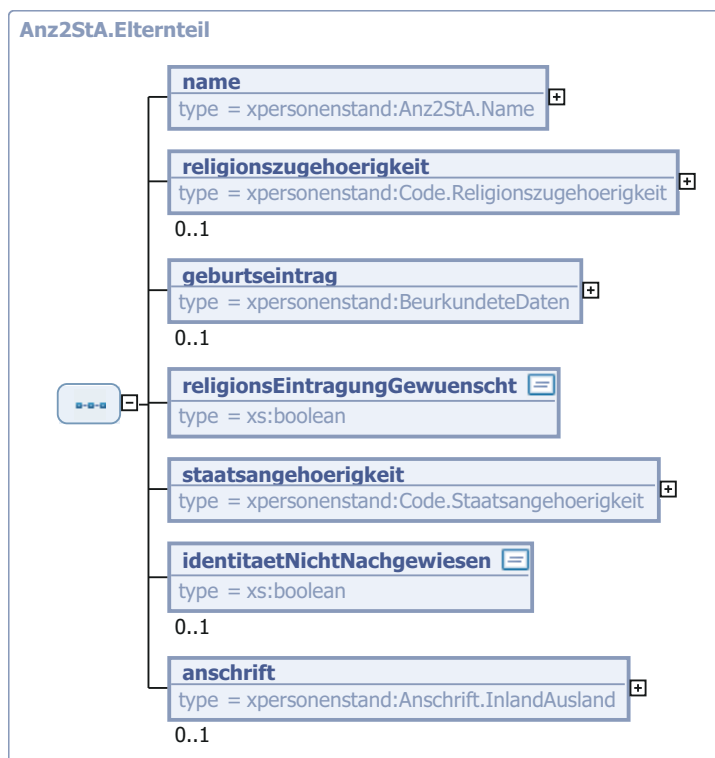 Anz2StA.Elternteil
name
type = xpersonenstand:Anz2StA.Name
religionszugehoerigkeit
type = xpersonenstand:Code.Religionszugehoerigkeit
0..1
geburtseintrag
type = xpersonenstand:BeurkundeteDaten
0..1
religionsEintragungGewuenscht
type = xs:boolean
staatsangehoerigkeit
type = xpersonenstand:Code.Staatsangehoerigkeit
identitaetNichtNachgewiesen
type = xs:boolean
0..1
anschrift
type = xpersonenstand:Anschrift.InlandAusland
0..1